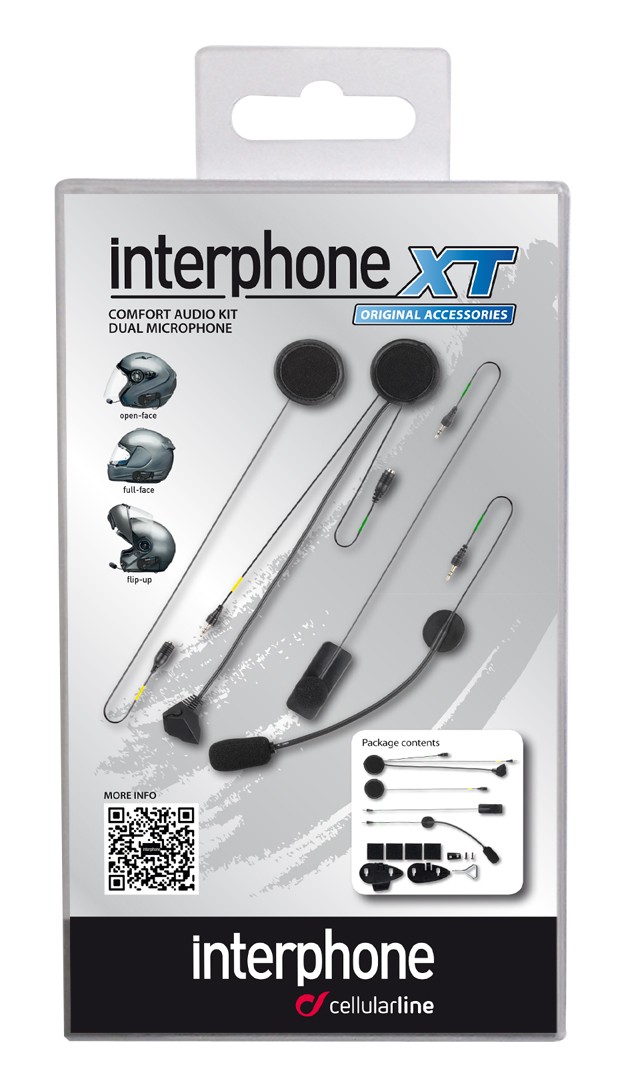 interphone XT
ORIGINAL ACCESSORIES
COMFORT AUDIO KIT
DUAL MICROPHONE
open-face
full-face
flip-up
Package contents
MORE INFO
interphone
interphone
cellularline